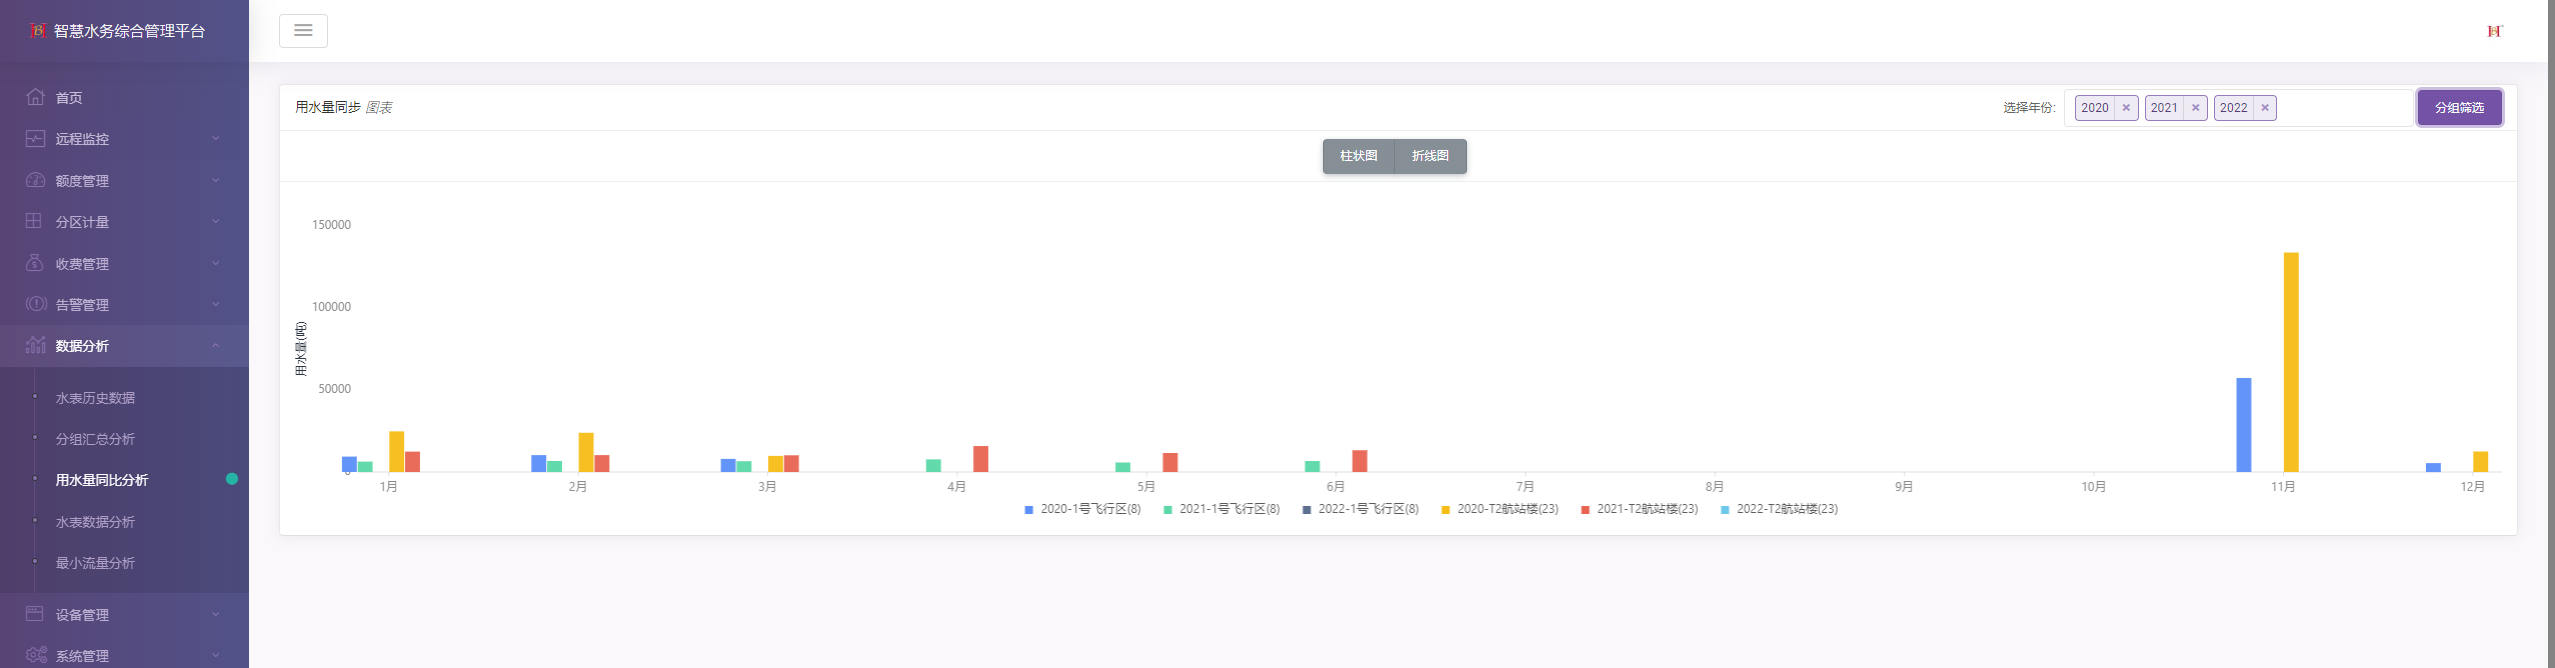 智慧水务综合管理平台
首页
远程监控
额度管理
分区计量
收费管理
告警管理
数据分析
水表历史数据
分组汇总分析
用水量同比分析
水表数据分析
最小流量分析
设备管理
系统管理
用水量同步 图表
选择年份: 2020 × 2021 × 2022 × 分组筛选
柱状图 折线图
150000
100000
50000
0
用水量(吨)
1月 2月 3月 4月 5月 6月 7月 8月 9月 10月 11月 12月
2020-1号飞行区(8) 2021-1号飞行区(8) 2022-1号飞行区(8) 2020-T2航站楼(23) 2021-T2航站楼(23) 2022-T2航站楼(23)